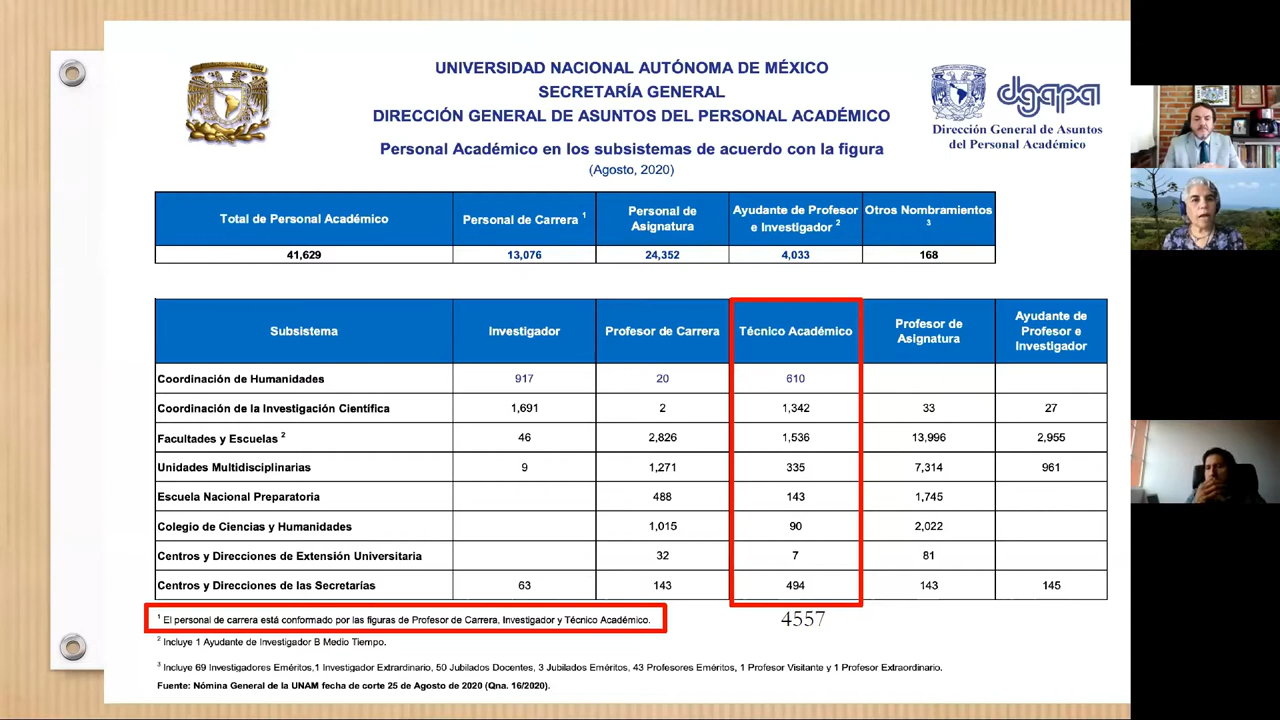 UNIVERSIDAD NACIONAL AUTÓNOMA DE MÉXICO
SECRETARÍA GENERAL
DIRECCIÓN GENERAL DE ASUNTOS DEL PERSONAL ACADÉMICO
Personal Académico en los subsistemas de acuerdo con la figura
(Agosto, 2020)
dgapa
Dirección General de Asuntos
del Personal Académico
Total de Personal Académico Personal de Carrera 1 Personal de Asignatura Ayudante de Profesor e Investigador 2 Otros Nombramientos 3
41,629 13,076 24,352 4,033 168
Subsistema Investigador Profesor de Carrera Técnico Académico Profesor de Asignatura Ayudante de Profesor e Investigador
Coordinación de Humanidades 917 20 610
Coordinación de la Investigación Científica 1,691 2 1,342 33 27
Facultades y Escuelas 2 46 2,826 1,536 13,996 2,955
Unidades Multidisciplinarias 9 1,271 335 7,314 961
Escuela Nacional Preparatoria 488 143 1,745
Colegio de Ciencias y Humanidades 1,015 90 2,022
Centros y Direcciones de Extensión Universitaria 32 7 81
Centros y Direcciones de las Secretarías 63 143 494 143 145
1 El personal de carrera está conformado por las figuras de Profesor de Carrera, Investigador y Técnico Académico.
4557
2 Incluye 1 Ayudante de Investigador B Medio Tiempo.
3 Incluye 69 Investigadores Eméritos,1 Investigador Extrardinario, 50 Jubilados Docentes, 3 Jubilados Eméritos, 43 Profesores Eméritos, 1 Profesor Visitante y 1 Profesor Extraordinario.
Fuente: Nómina General de la UNAM fecha de corte 25 de Agosto de 2020 (Qna. 16/2020).